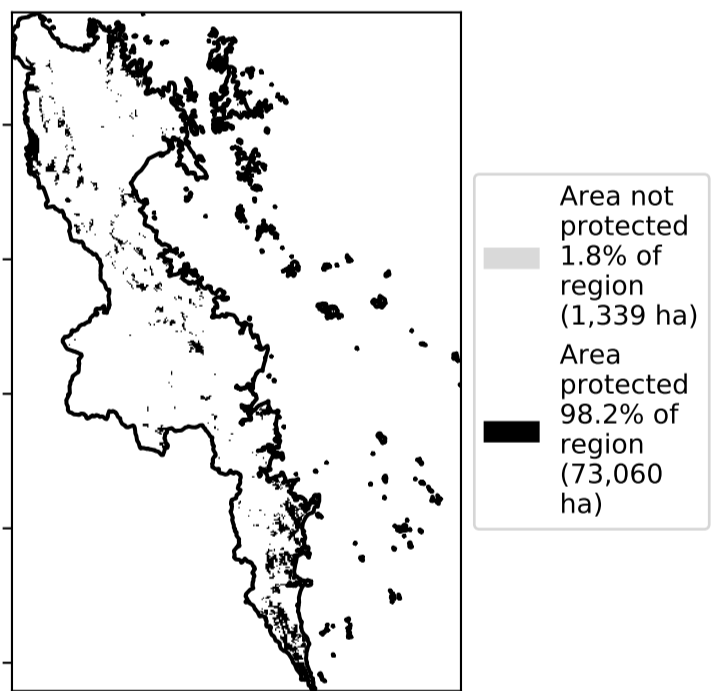 Area not
protected
1.8% of
region
(1,339 ha)
Area
protected
98.2% of
region
(73,060
ha)